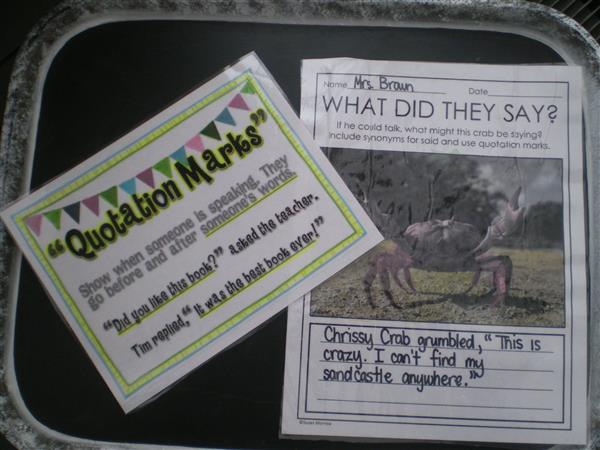 “Quotation Marks”
Show when someone is speaking. They
go before and after someone's words.
“Did you like this book?” asked the teacher.
Tim replied, “It was the best book ever!”
Name Mrs. Braun Date
WHAT DID THEY SAY?
If he could talk, what might this crab be saying?
Include synonyms for said and use quotation marks.
Chrissy Crab grumbled, “This is
crazy. I can't find my
sandcastle anywhere.”
©Susan Morrow